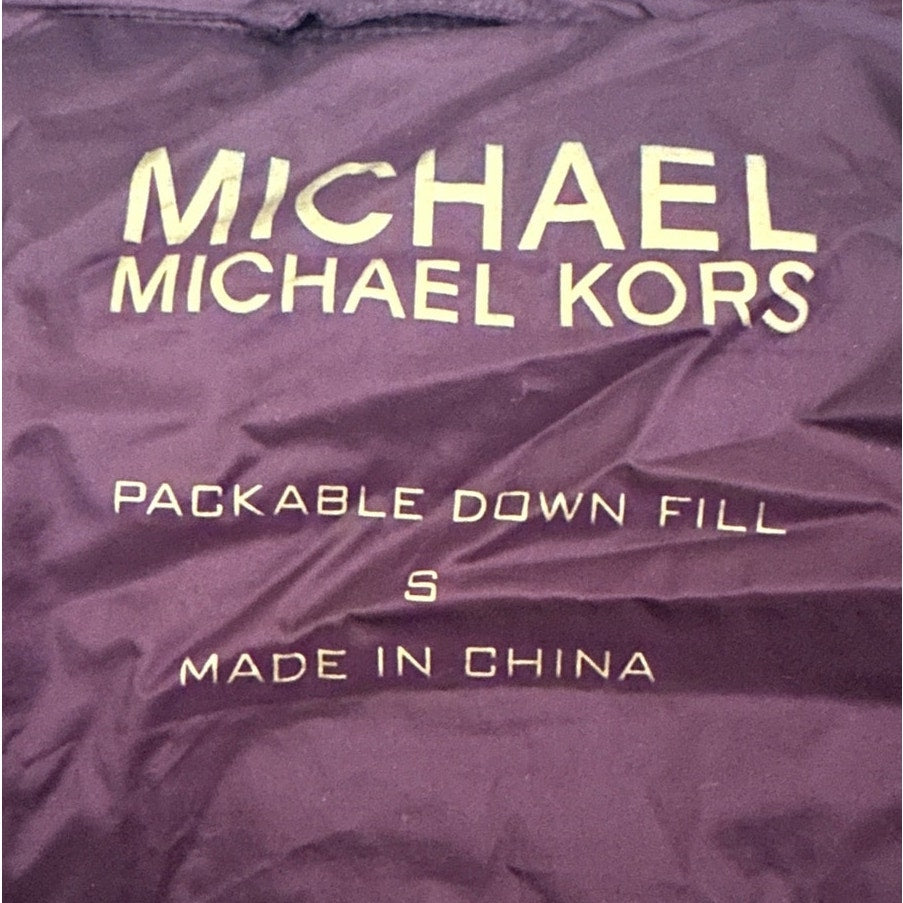 MICHAEL
MICHAEL KORS
PACKABLE DOWN FILL
S
MADE IN CHINA